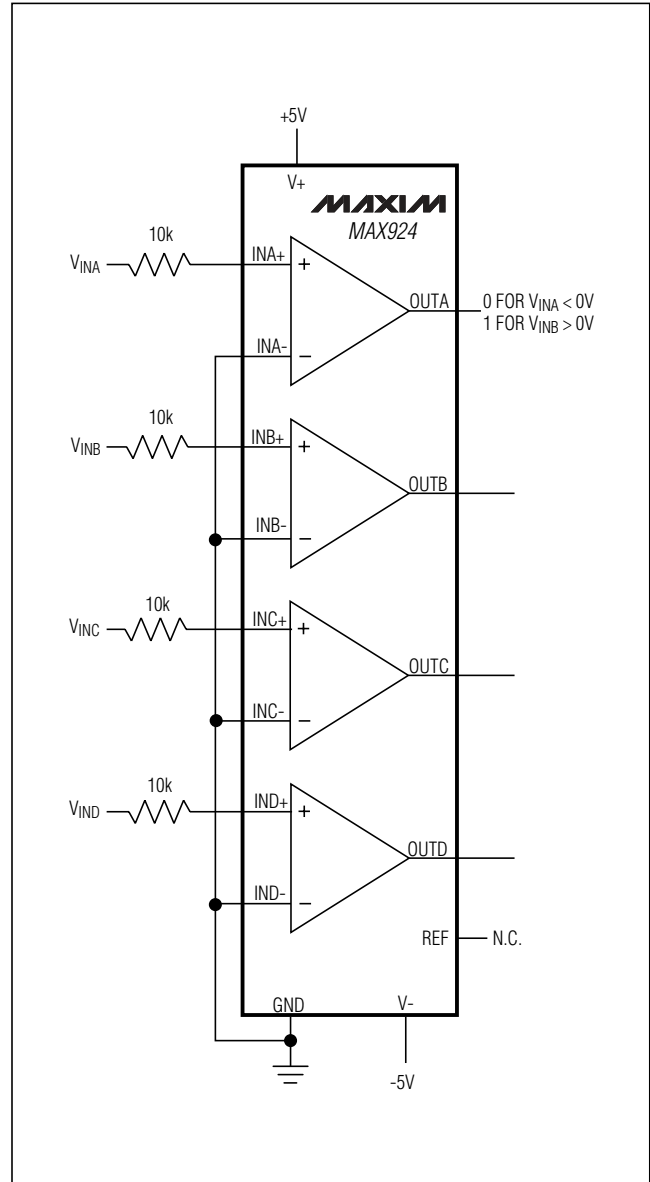 +5V
V+
MAXIM
MAX924
10k
VINA
INA+
+
OUTA
0 FOR VINA < 0V
1 FOR VINB > 0V
INA-
−
10k
VINB
INB+
+
OUTB
INB-
−
10k
VINC
INC+
+
OUTC
INC-
−
10k
VIND
IND+
+
OUTD
IND-
−
REF
N.C.
GND
V-
-5V